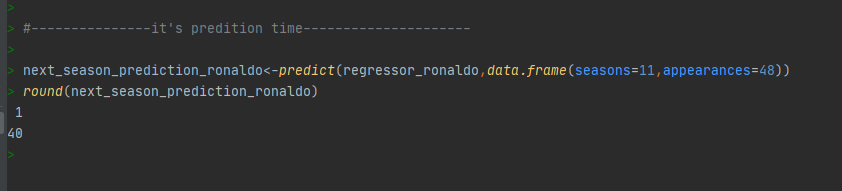 >
> #---------------it's predition time---------------------
>
> next_season_prediction_ronaldo<-predict(regressor_ronaldo,data.frame(seasons=11,appearances=48))
> round(next_season_prediction_ronaldo)
 1
40
>